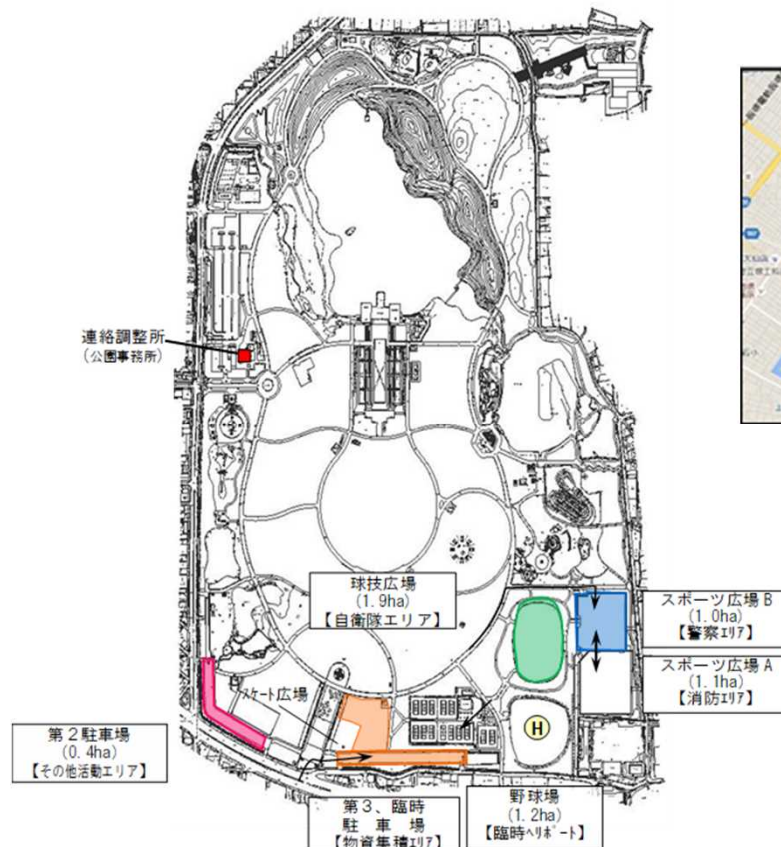 連絡調整所
(公園事務所)
球技広場
(1.9ha)
【自衛隊エリア】
スポーツ広場B
(1.0ha)
【警察エリア】
スポーツ広場A
(1.1ha)
【消防エリア】
スケート広場
第2駐車場
(0.4ha)
【その他活動エリア】
H
第3、臨時
駐車場
【物資集積エリア】
野球場
(1.2ha)
【臨時ヘリポート】